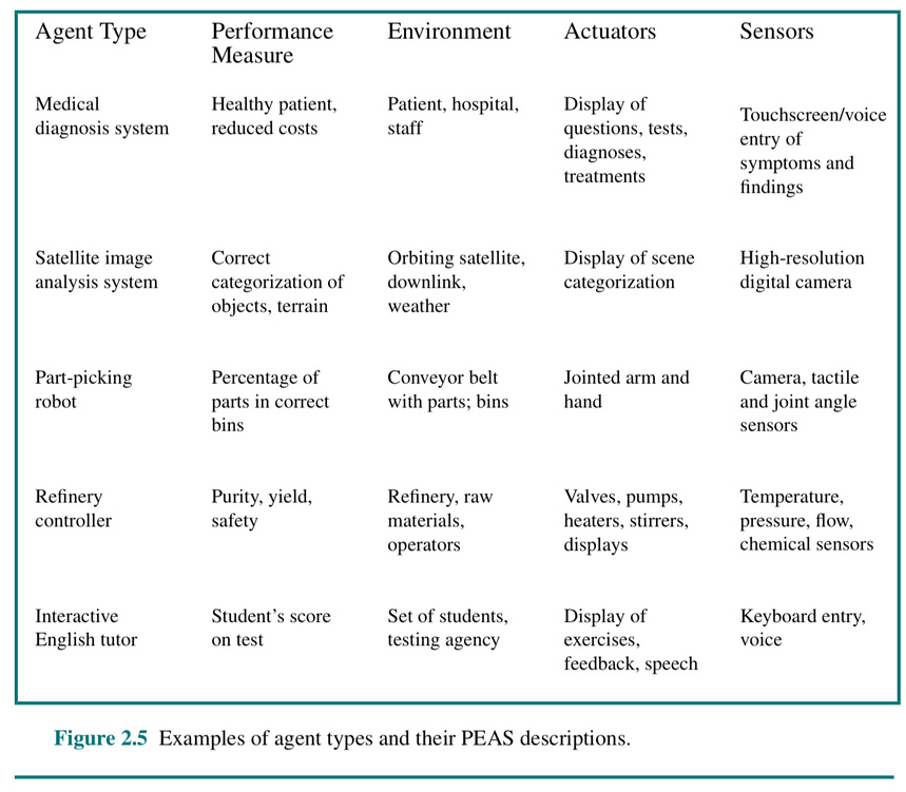 Agent Type Performance Measure Environment Actuators Sensors
Medical diagnosis system
Healthy patient, reduced costs
Patient, hospital, staff
Display of questions, tests, diagnoses, treatments
Touchscreen/voice entry of symptoms and findings
Satellite image analysis system
Correct categorization of objects, terrain
Orbiting satellite, downlink, weather
Display of scene categorization
High-resolution digital camera
Part-picking robot
Percentage of parts in correct bins
Conveyor belt with parts; bins
Jointed arm and hand
Camera, tactile and joint angle sensors
Refinery controller
Purity, yield, safety
Refinery, raw materials, operators
Valves, pumps, heaters, stirrers, displays
Temperature, pressure, flow, chemical sensors
Interactive English tutor
Student’s score on test
Set of students, testing agency
Display of exercises, feedback, speech
Keyboard entry, voice
Figure 2.5 Examples of agent types and their PEAS descriptions.